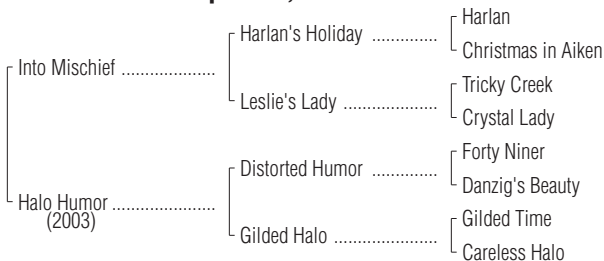 Harlan
Harlan's Holiday ..............
Christmas in Aiken
Into Mischief ....................
Tricky Creek
Leslie's Lady ....................
Crystal Lady
Forty Niner
Distorted Humor ..............
Danzig's Beauty
Halo Humor ......................
(2003)
Gilded Time
Gilded Halo ......................
Careless Halo